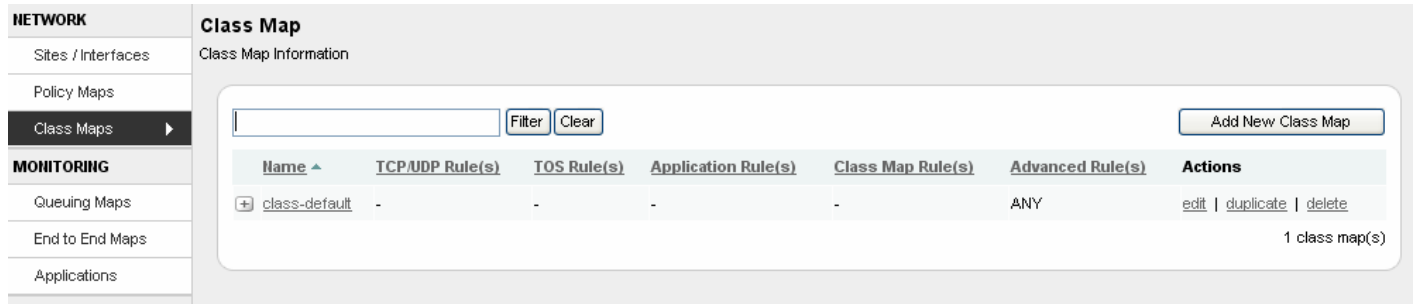 NETWORK
Sites / Interfaces
Policy Maps
Class Maps
MONITORING
Queuing Maps
End to End Maps
Applications
Class Map
Class Map Information
Filter Clear Add New Class Map
Name TCP/UDP Rule(s) TOS Rule(s) Application Rule(s) Class Map Rule(s) Advanced Rule(s) Actions
class-default - - - - ANY edit | duplicate | delete
1 class map(s)